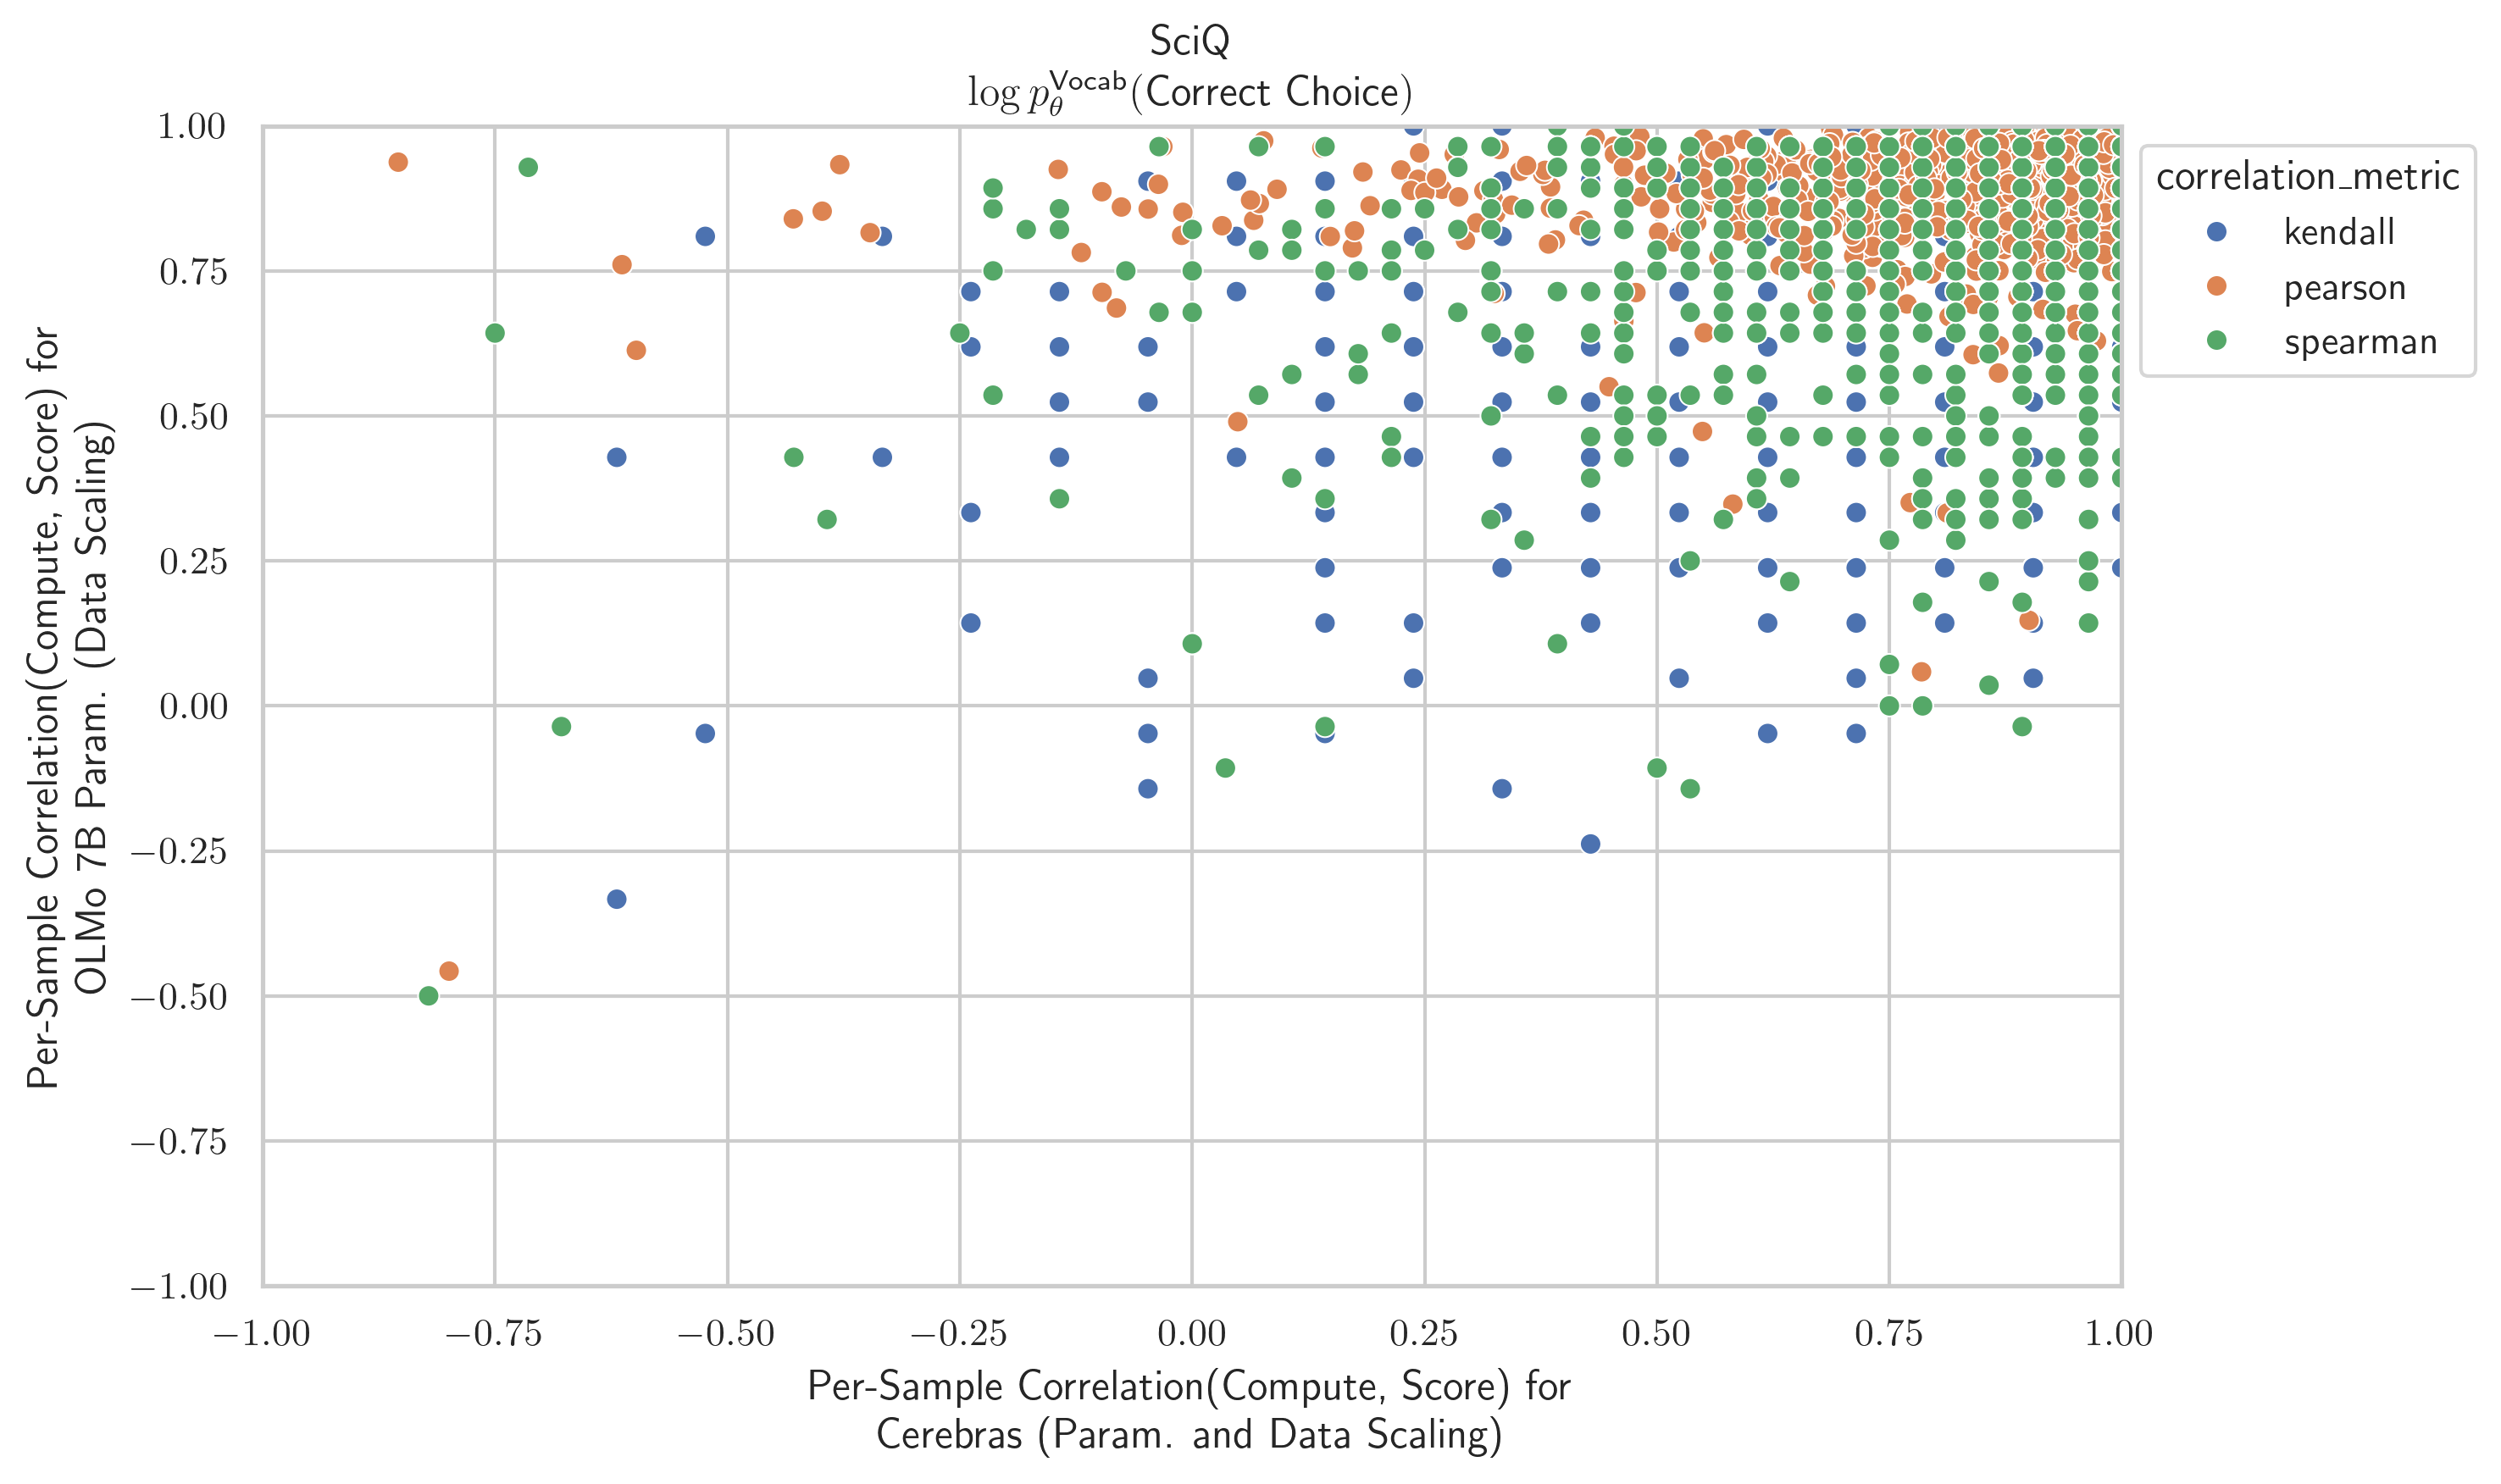 SciQ
log p_θ^Vocab(Correct Choice)
Per-Sample Correlation(Compute, Score) for
OLMo 7B Param. (Data Scaling)
1.00
0.75
0.50
0.25
0.00
−0.25
−0.50
−0.75
−1.00
−1.00 −0.75 −0.50 −0.25 0.00 0.25 0.50 0.75 1.00
Per-Sample Correlation(Compute, Score) for
Cerebras (Param. and Data Scaling)
correlation_metric
kendall
pearson
spearman